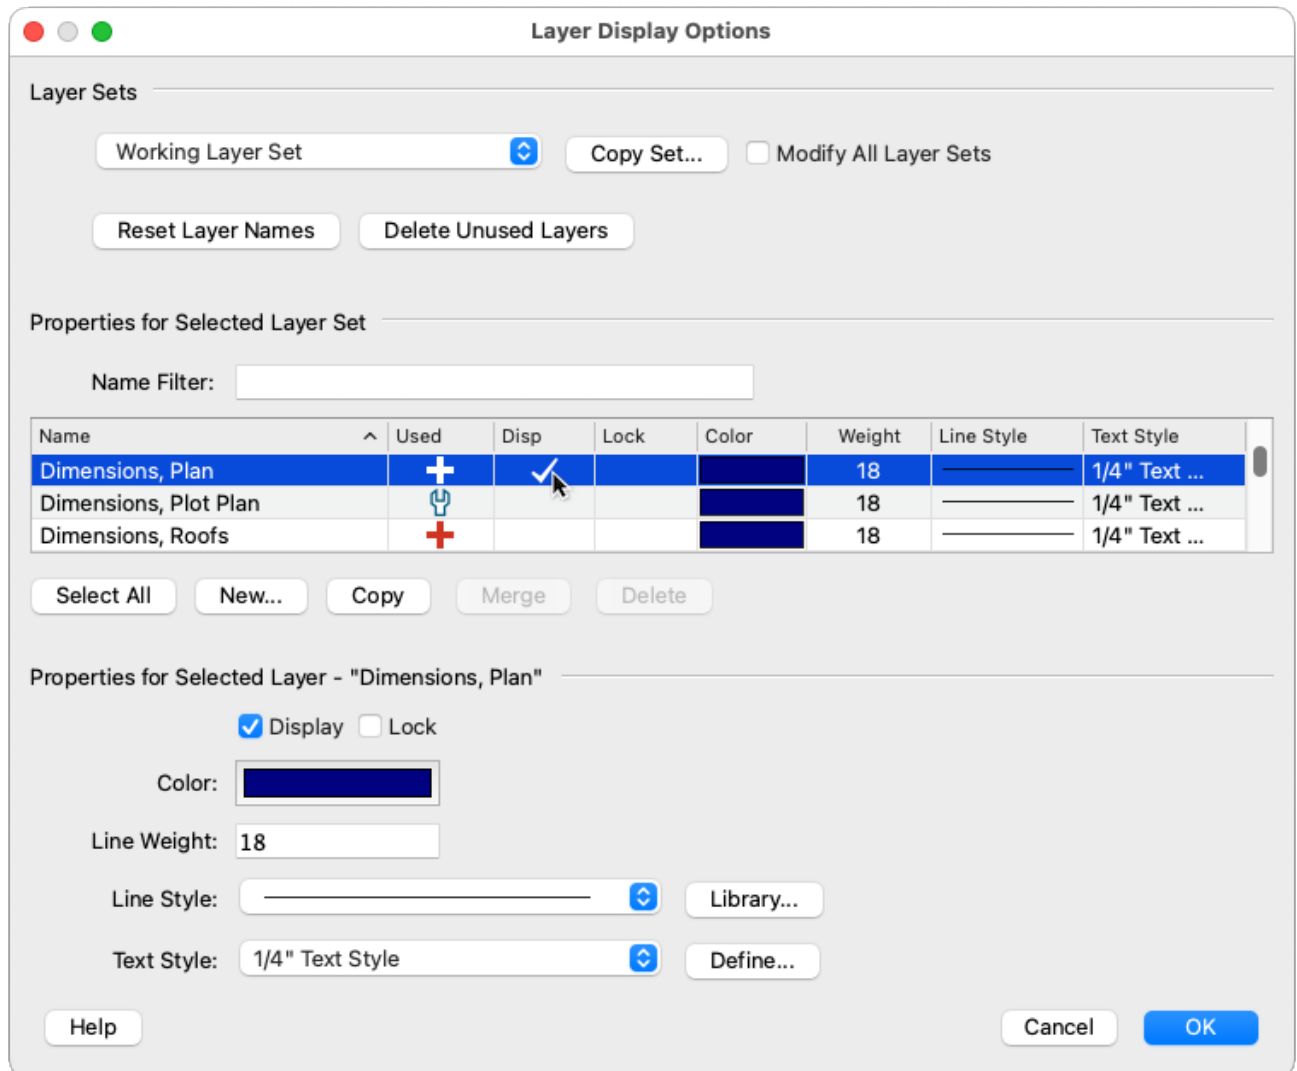 Layer Display Options
Layer Sets
Working Layer Set Copy Set... Modify All Layer Sets
Reset Layer Names Delete Unused Layers
Properties for Selected Layer Set
Name Filter:
Name Used Disp Lock Color Weight Line Style Text Style
Dimensions, Plan 18 1/4" Text ...
Dimensions, Plot Plan 18 1/4" Text ...
Dimensions, Roofs 18 1/4" Text ...
Select All New... Copy Merge Delete
Properties for Selected Layer - "Dimensions, Plan"
Display Lock
Color:
Line Weight: 18
Line Style: Library...
Text Style: 1/4" Text Style Define...
Help Cancel OK